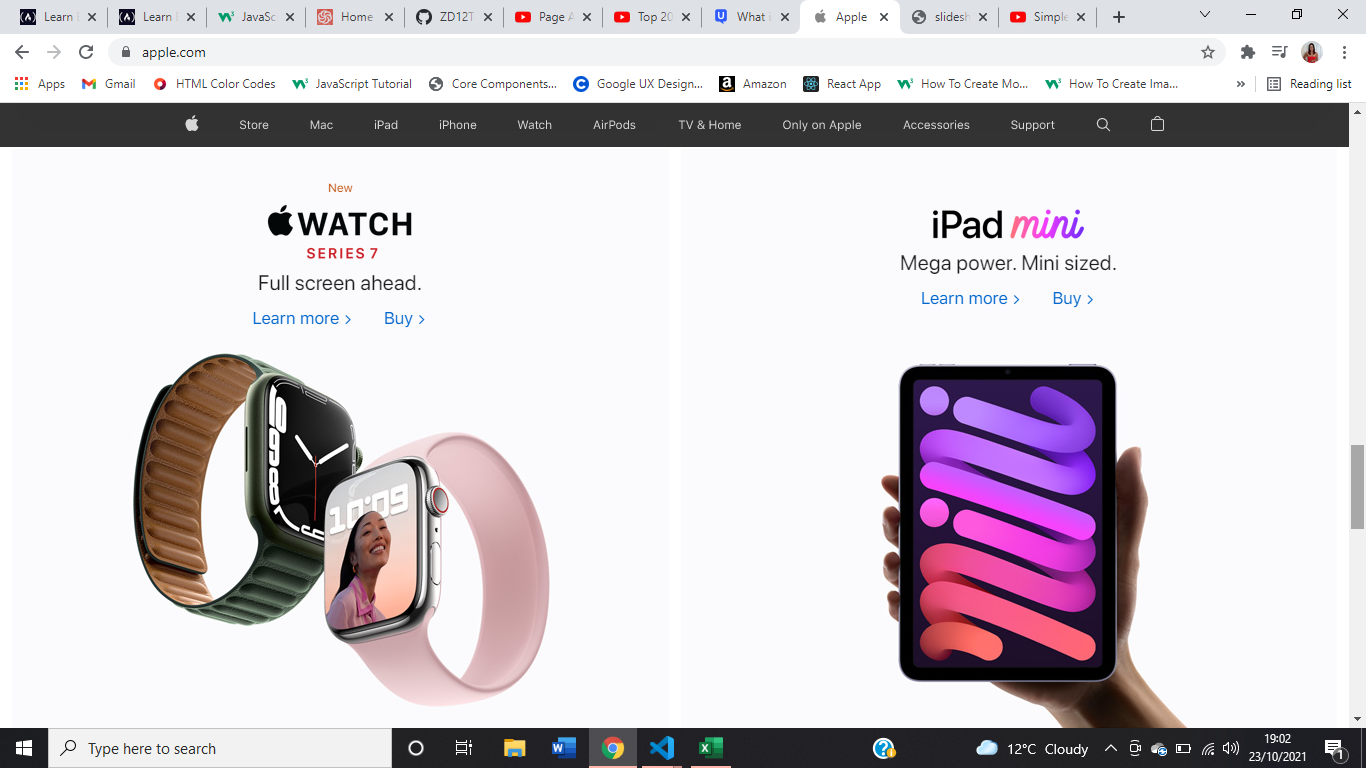 Learn
Learn
JavaSc
Home
ZD12T
Page A
Top 20
What i
Apple
slidesh
Simple
apple.com
Apps
Gmail
HTML Color Codes
JavaScript Tutorial
Core Components...
Google UX Design...
Amazon
React App
How To Create Mo...
How To Create Ima...
»
Reading list
Store Mac iPad iPhone Watch AirPods TV & Home Only on Apple Accessories Support
New
WATCH
SERIES 7
Full screen ahead.
Learn more > Buy >
10:09
iPad mini
Mega power. Mini sized.
Learn more > Buy >
Type here to search
12°C Cloudy
19:02
23/10/2021
1